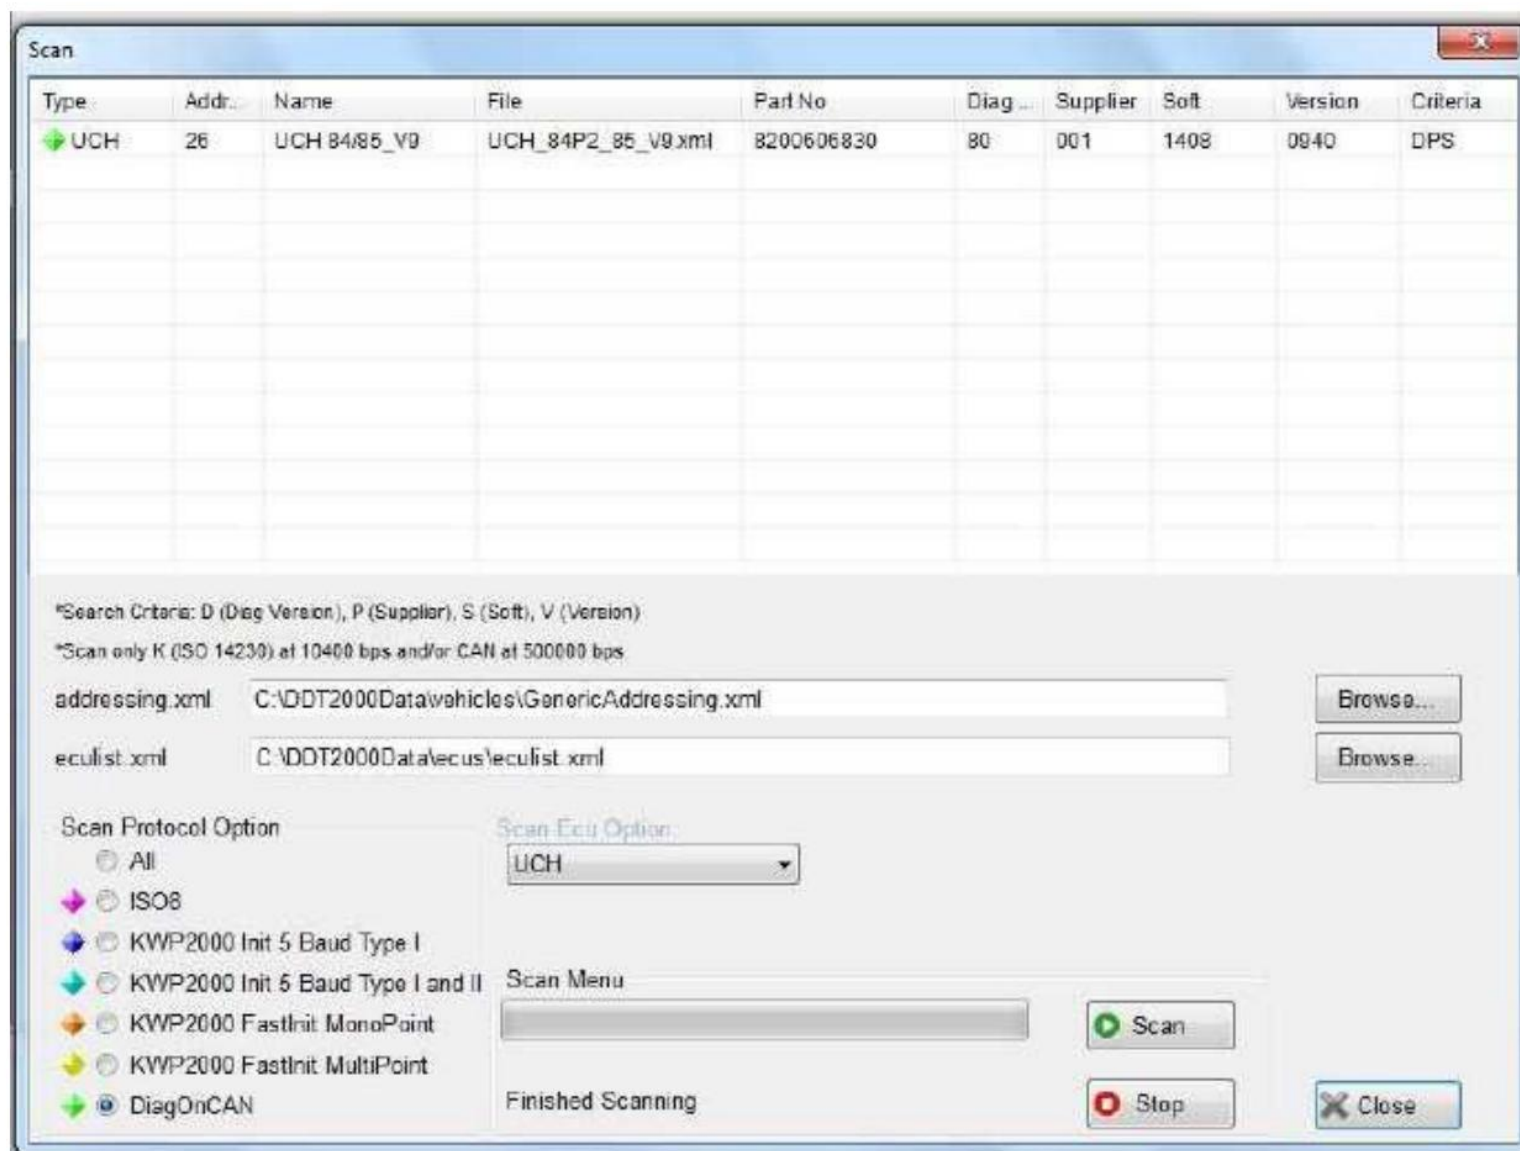 Scan
Type Addr... Name File Part No Diag ... Supplier Soft Version Criteria
UCH 26 UCH 84/85_V9 UCH_84P2_85_V9.xml 8200606830 80 001 1408 0940 DPS
*Search Criteria: D (Diag Version), P (Supplier), S (Soft), V (Version)
*Scan only K (ISO 14230) at 10400 bps and/or CAN at 500000 bps
addressing.xml C:\DDT2000Data\vehicles\GenericAddressing.xml Browse...
eculist.xml C:\DDT2000Data\ecus\eculist.xml Browse...
Scan Protocol Option
All
ISO8
KWP2000 Init 5 Baud Type I
KWP2000 Init 5 Baud Type I and II
KWP2000 FastInit MonoPoint
KWP2000 FastInit MultiPoint
DiagOnCAN
Scan Ecu Option
UCH
Scan Menu
Scan
Finished Scanning
Stop
Close